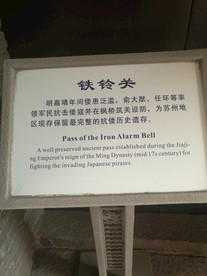 铁铃关
明嘉靖年间倭患泛滥，俞大猷、任环等率
领军民抗击倭寇并在枫桥筑关设防，为苏州地
区现存保留最完整的抗倭历史遗存。
Pass of the Iron Alarm Bell
A well preserved ancient pass established during the Jiaji-
ng Emperor's reign of the Ming Dynasty (mid 17s century) for
fighting the invading Japanese pirates.